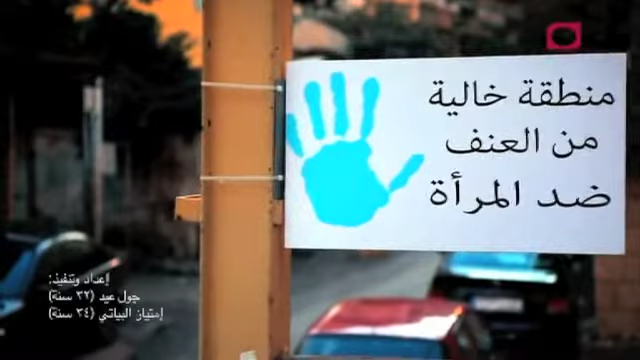 منطقة خالية
من العنف
ضد المرأة
إعداد وتنفيذ:
جول عيد (٣٢ سنة)
إمتياز البياتي (٣٤ سنة)